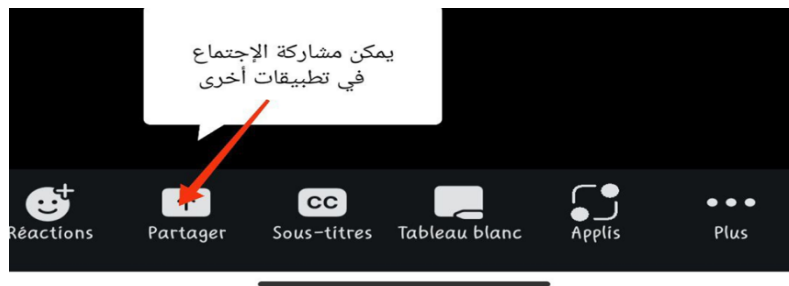 يمكن مشاركة الإجتماع
في تطبيقات أخرى
CC
Réactions
Partager
Sous-titres
Tableau blanc
Applis
Plus